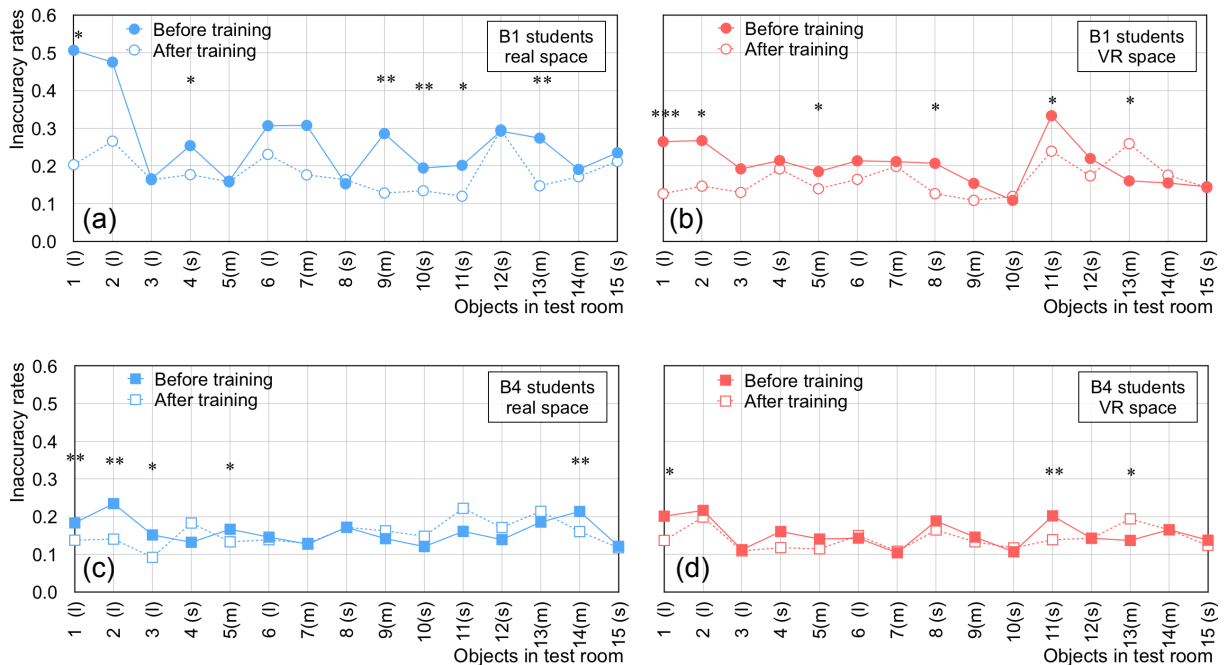 Inaccuracy rates
0.6
0.5
0.4
0.3
0.2
0.1
0.0
Before training
After training
B1 students
real space
* * ** ** * **
(a)
1 (l) 2 (l) 3 (l) 4 (s) 5(m) 6 (l) 7(m) 8 (s) 9(m) 10(s) 11(s) 12(s) 13(m) 14(m) 15 (s)
Objects in test room
Before training
After training
B1 students
VR space
*** * * * * *
(b)
1 (l) 2 (l) 3 (l) 4 (s) 5(m) 6 (l) 7(m) 8 (s) 9(m) 10(s) 11(s) 12(s) 13(m) 14(m) 15 (s)
Objects in test room
Inaccuracy rates
0.6
0.5
0.4
0.3
0.2
0.1
0.0
Before training
After training
B4 students
real space
** ** * * **
(c)
1 (l) 2 (l) 3 (l) 4 (s) 5(m) 6 (l) 7(m) 8 (s) 9(m) 10(s) 11(s) 12(s) 13(m) 14(m) 15 (s)
Objects in test room
Before training
After training
B4 students
VR space
* ** *
(d)
1 (l) 2 (l) 3 (l) 4 (s) 5(m) 6 (l) 7(m) 8 (s) 9(m) 10(s) 11(s) 12(s) 13(m) 14(m) 15 (s)
Objects in test room